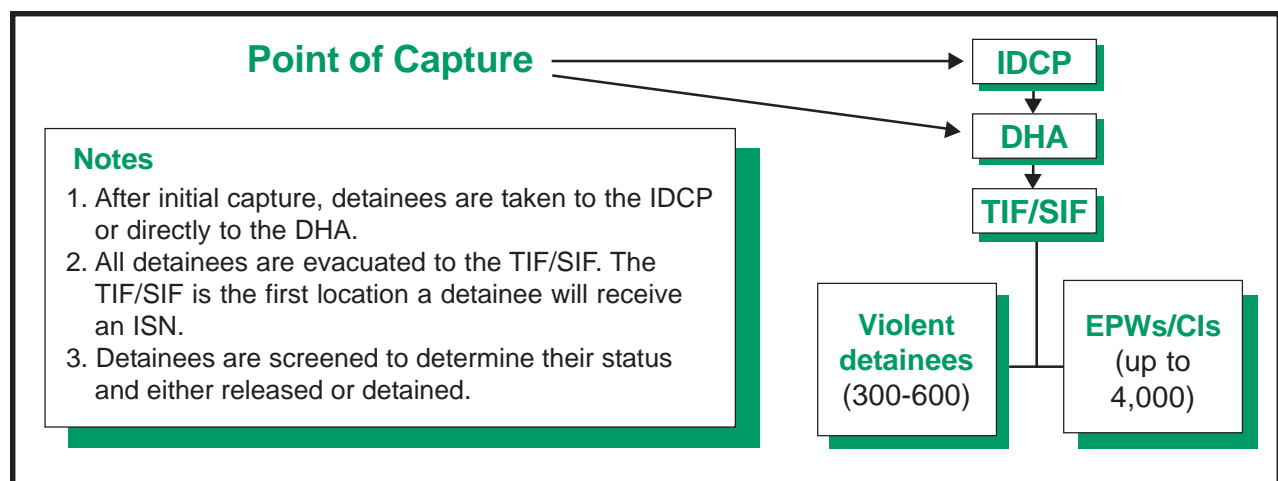 Point of Capture
IDCP
DHA
TIF/SIF
Notes
1. After initial capture, detainees are taken to the IDCP
or directly to the DHA.
2. All detainees are evacuated to the TIF/SIF. The
TIF/SIF is the first location a detainee will receive
an ISN.
3. Detainees are screened to determine their status
and either released or detained.
Violent
detainees
(300-600)
EPWs/CIs
(up to
4,000)